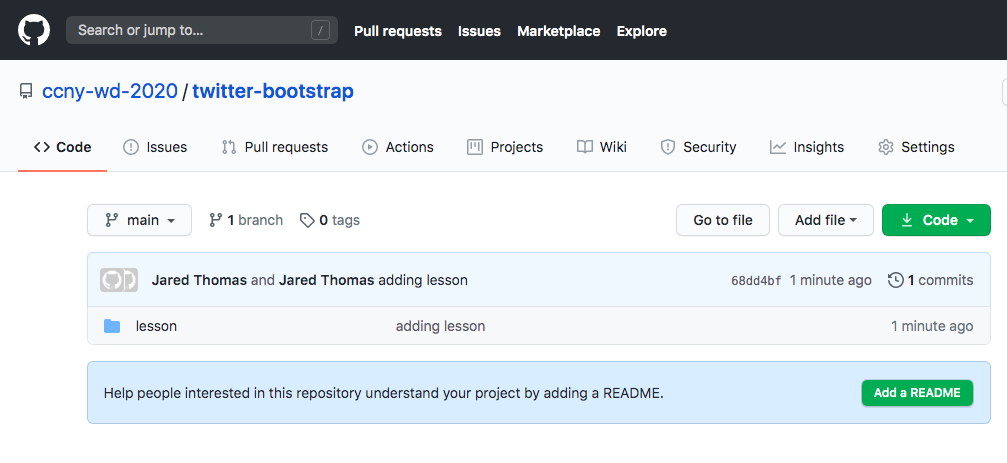 Search or jump to... / Pull requests Issues Marketplace Explore
ccny-wd-2020 / twitter-bootstrap
Code Issues Pull requests Actions Projects Wiki Security Insights Settings
main 1 branch 0 tags Go to file Add file Code
Jared Thomas and Jared Thomas adding lesson 68dd4bf 1 minute ago 1 commits
lesson adding lesson 1 minute ago
Help people interested in this repository understand your project by adding a README. Add a README